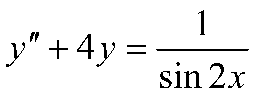 y″ + 4y = 1/sin 2x